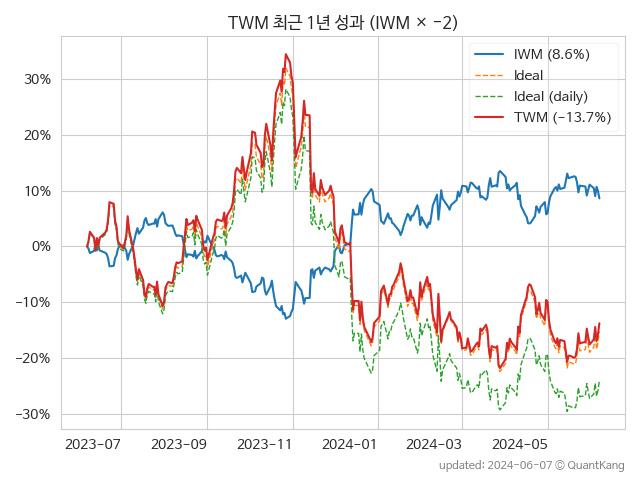 TWM 최근 1년 성과 (IWM × −2)
IWM (8.6%)
Ideal
Ideal (daily)
TWM (−13.7%)
30%
20%
10%
0%
−10%
−20%
−30%
2023−07 2023−09 2023−11 2024−01 2024−03 2024−05
updated: 2024−06−07 © QuantKang